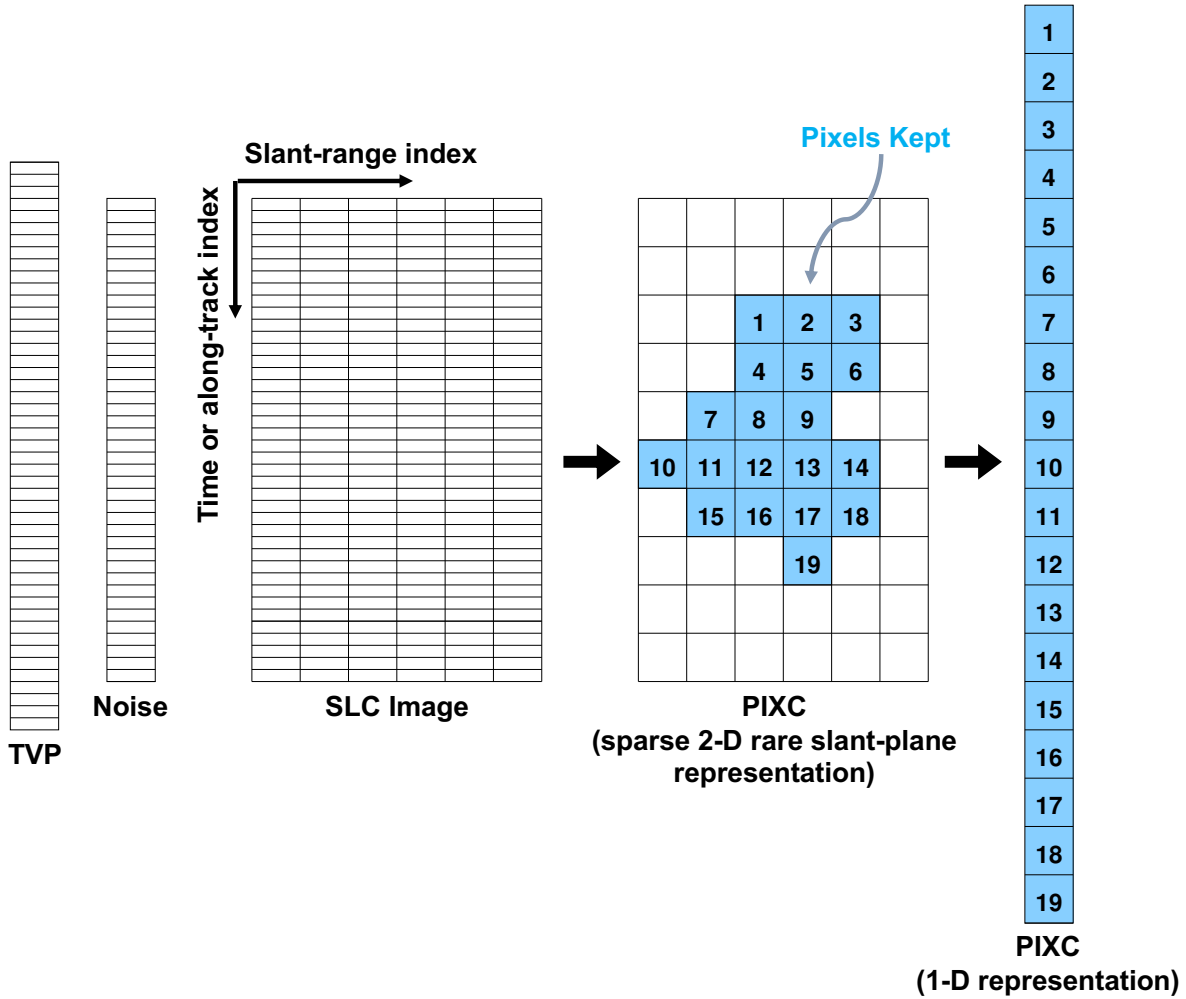 Slant-range index
Time or along-track index
TVP
Noise
SLC Image
Pixels Kept
1 2 3
4 5 6
7 8 9
10 11 12 13 14
15 16 17 18
19
PIXC
(sparse 2-D rare slant-plane
representation)
1
2
3
4
5
6
7
8
9
10
11
12
13
14
15
16
17
18
19
PIXC
(1-D representation)